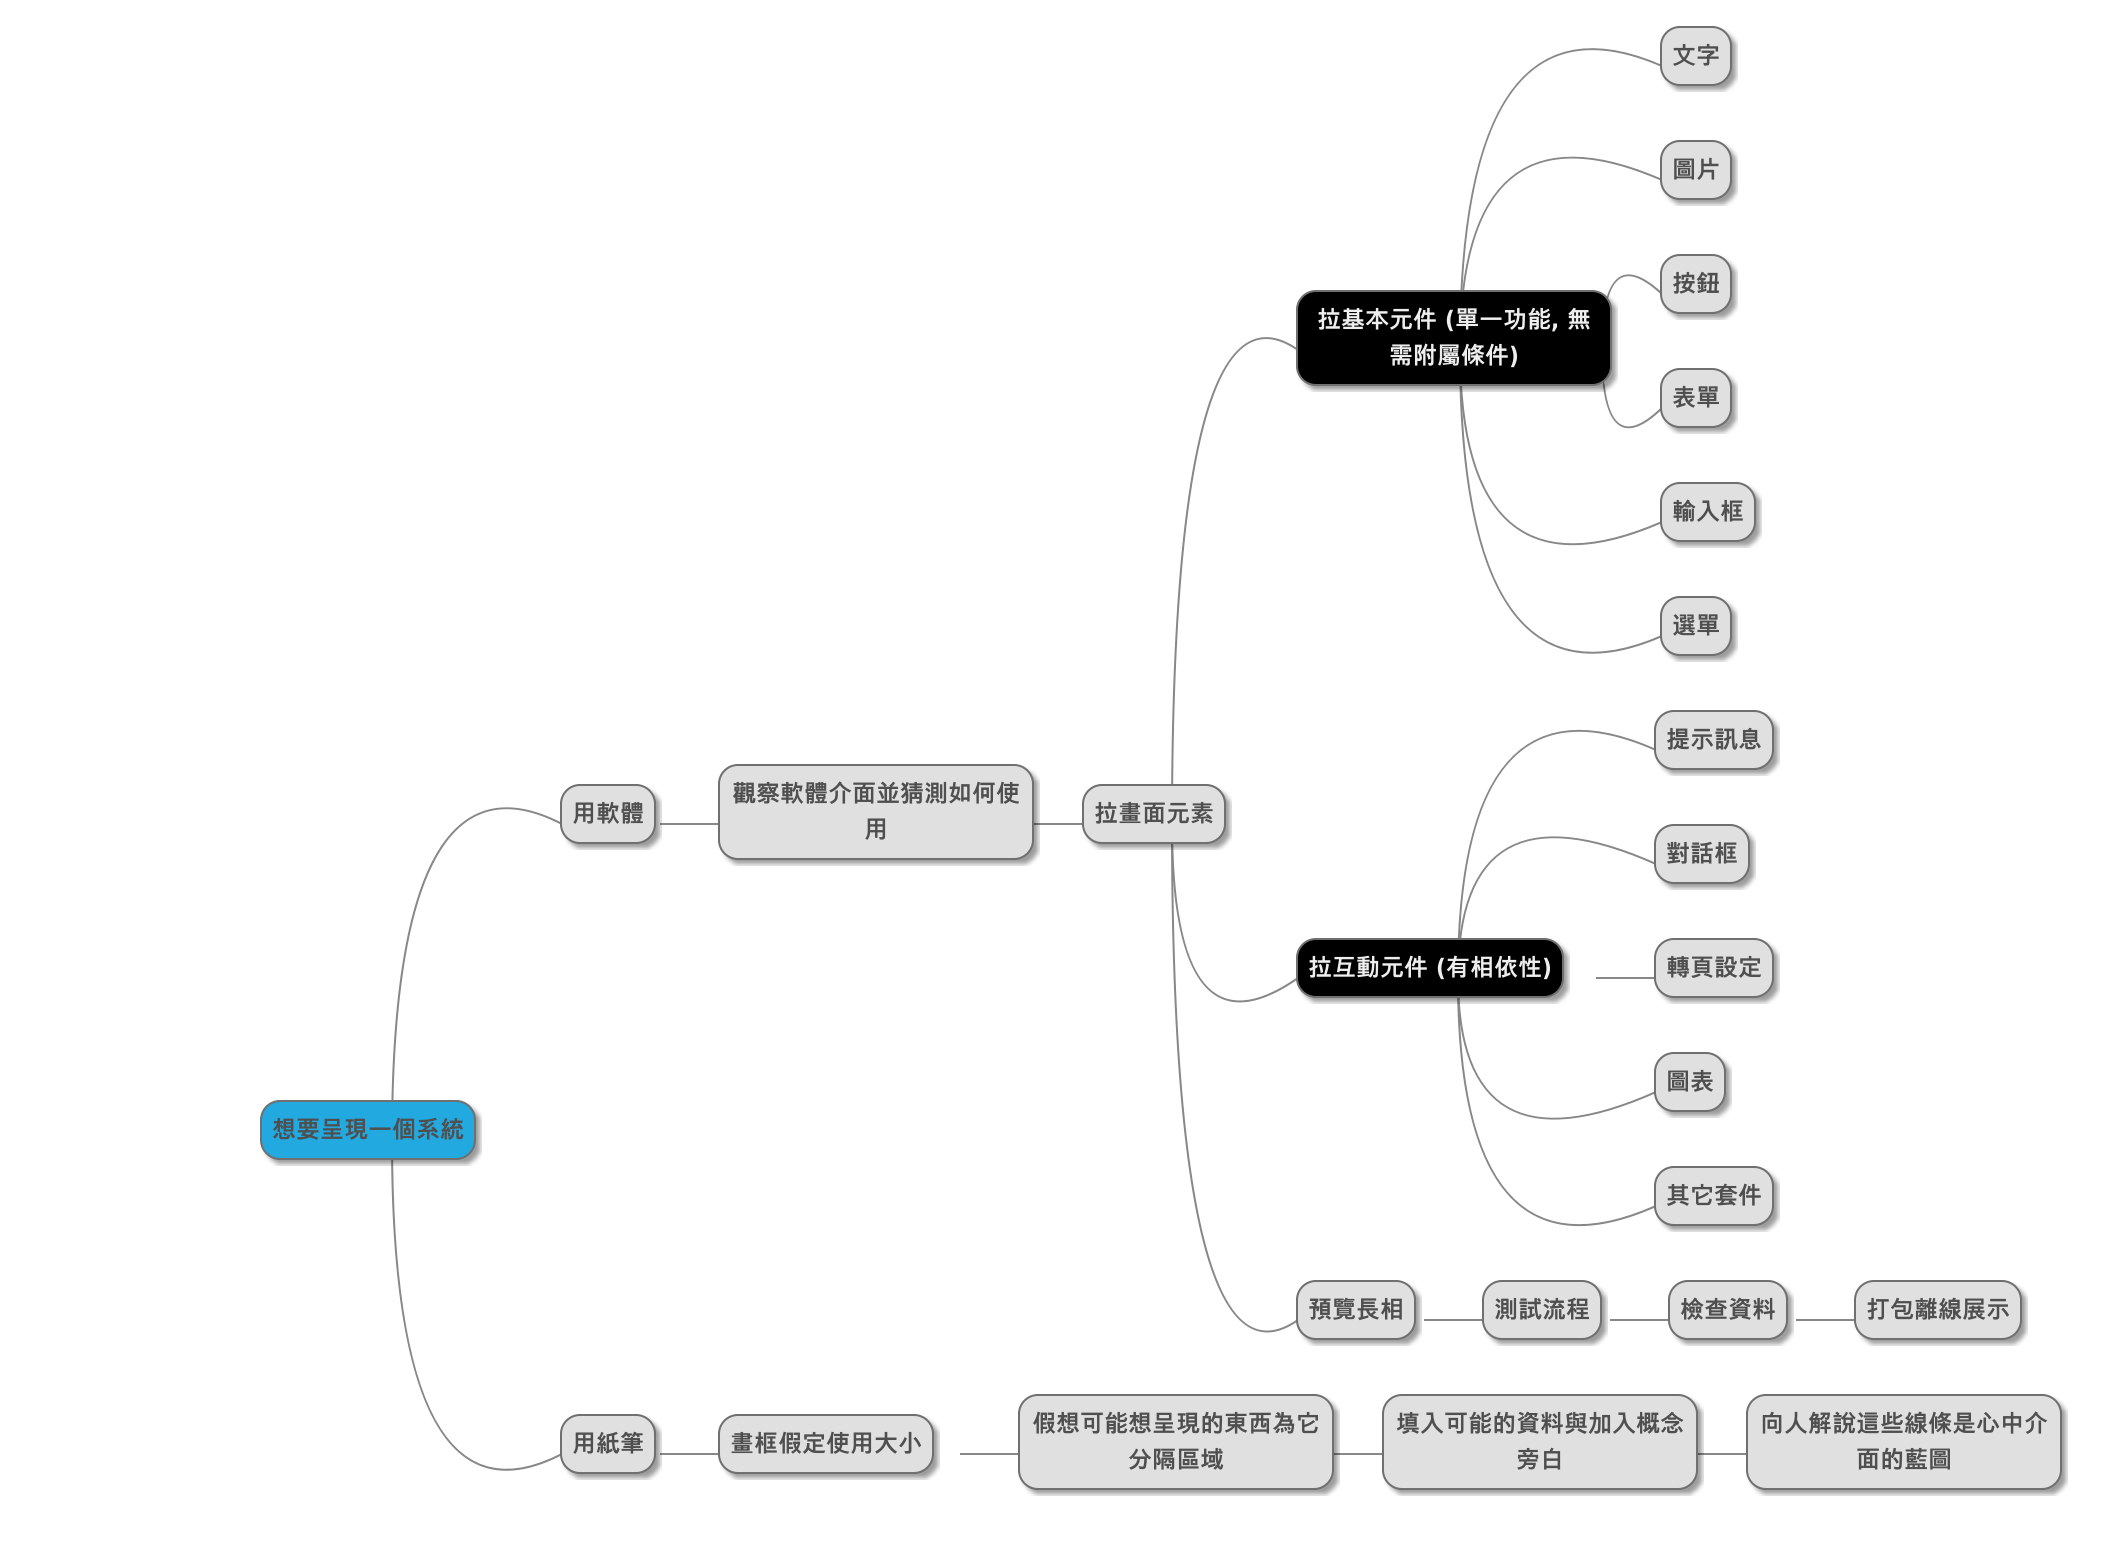 想要呈現一個系統
用軟體
觀察軟體介面並猜測如何使
用
拉畫面元素
拉基本元件 (單一功能, 無
需附屬條件)
文字
圖片
按鈕
表單
輸入框
選單
拉互動元件 (有相依性)
提示訊息
對話框
轉頁設定
圖表
其它套件
預覽長相
測試流程
檢查資料
打包離線展示
用紙筆
畫框假定使用大小
假想可能想呈現的東西為它
分隔區域
填入可能的資料與加入概念
旁白
向人解說這些線條是心中介
面的藍圖